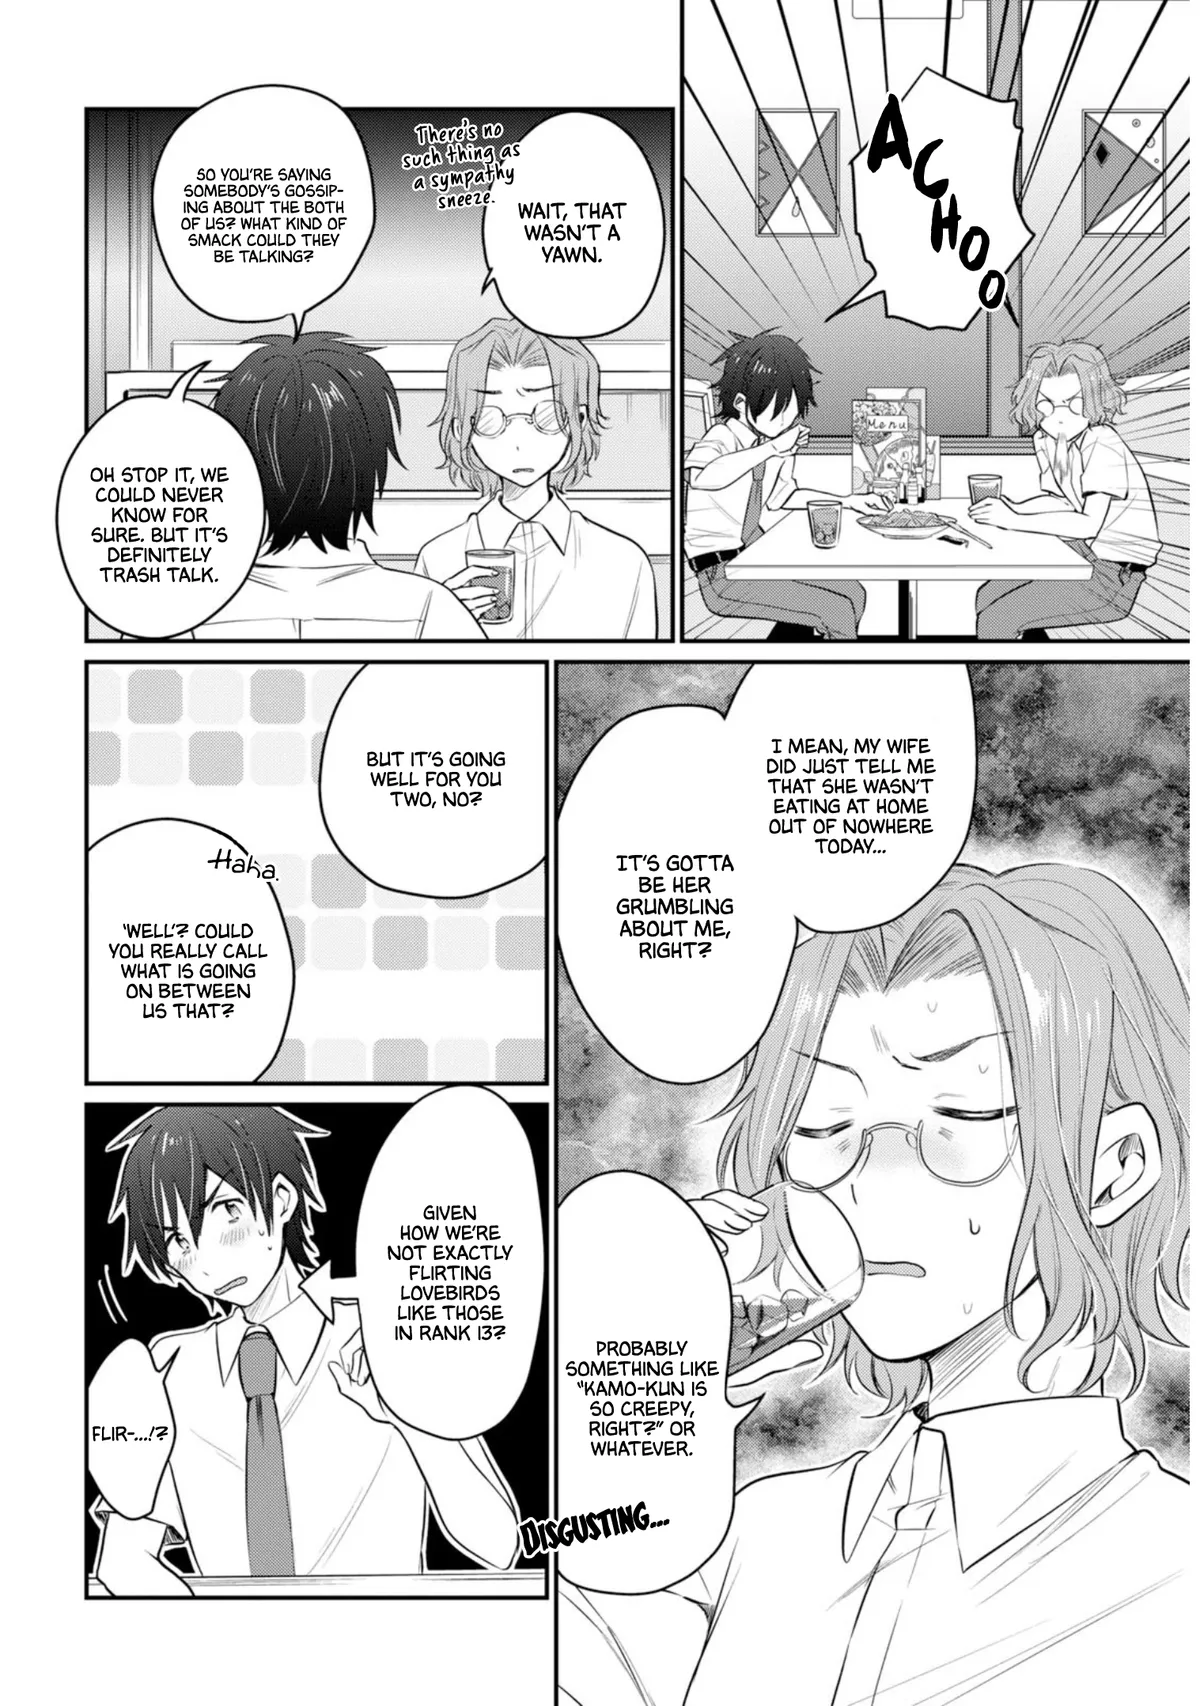 ACHOO
Menu
WAIT, THAT
WASN'T A
YAWN.
There's no
such thing as
a sympathy
sneeze.
SO YOU'RE SAYING
SOMEBODY'S GOSSIP-
ING ABOUT THE BOTH
OF US? WHAT KIND OF
SMACK COULD THEY
BE TALKING?
OH STOP IT, WE
COULD NEVER
KNOW FOR
SURE. BUT IT'S
DEFINITELY
TRASH TALK.
I MEAN, MY WIFE
DID JUST TELL ME
THAT SHE WASN'T
EATING AT HOME
OUT OF NOWHERE
TODAY...
IT'S GOTTA
BE HER
GRUMBLING
ABOUT ME,
RIGHT?
PROBABLY
SOMETHING LIKE
"KAMO-KUN IS
SO CREEPY,
RIGHT?" OR
WHATEVER.
DISGUSTING...
BUT IT'S GOING
WELL FOR YOU
TWO, NO?
Haha.
'WELL'? COULD
YOU REALLY CALL
WHAT IS GOING
ON BETWEEN
US THAT?
GIVEN
HOW WE'RE
NOT EXACTLY
FLIRTING
LOVEBIRDS
LIKE THOSE
IN RANK 13?
FLIR-...!?